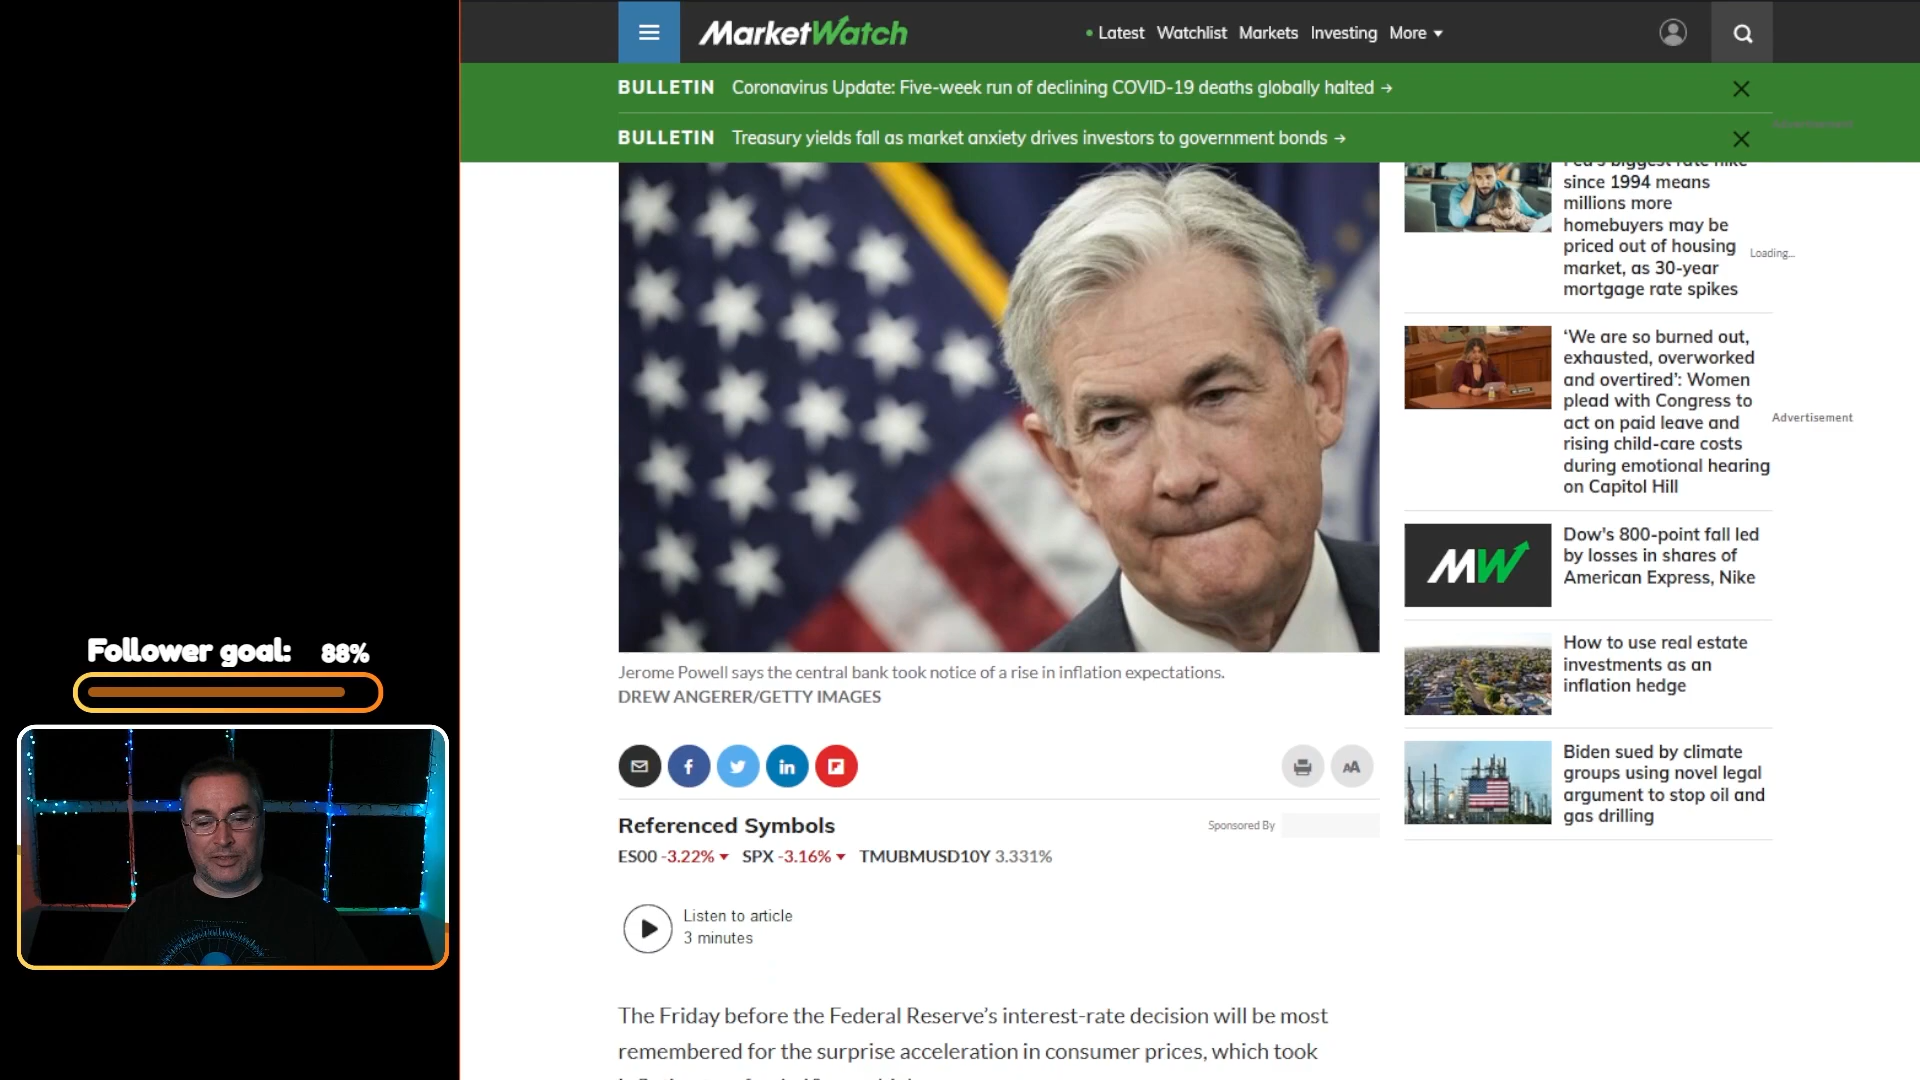 MarketWatch
Latest Watchlist Markets Investing More
BULLETIN Coronavirus Update: Five-week run of declining COVID-19 deaths globally halted →
BULLETIN Treasury yields fall as market anxiety drives investors to government bonds →
Advertisement
Fed's biggest rate hike
since 1994 means
millions more
homebuyers may be
priced out of housing
market, as 30-year
mortgage rate spikes
Loading...
‘We are so burned out,
exhausted, overworked
and overtired’: Women
plead with Congress to
act on paid leave and
rising child-care costs
during emotional hearing
on Capitol Hill
Advertisement
MW
Dow's 800-point fall led
by losses in shares of
American Express, Nike
How to use real estate
investments as an
inflation hedge
Biden sued by climate
groups using novel legal
argument to stop oil and
gas drilling
Follower goal: 88%
Jerome Powell says the central bank took notice of a rise in inflation expectations.
DREW ANGERER/GETTY IMAGES
AA
Referenced Symbols
Sponsored By
ES00 -3.22% SPX -3.16% TMUBMUSD10Y 3.331%
Listen to article
3 minutes
The Friday before the Federal Reserve’s interest-rate decision will be most
remembered for the surprise acceleration in consumer prices, which took